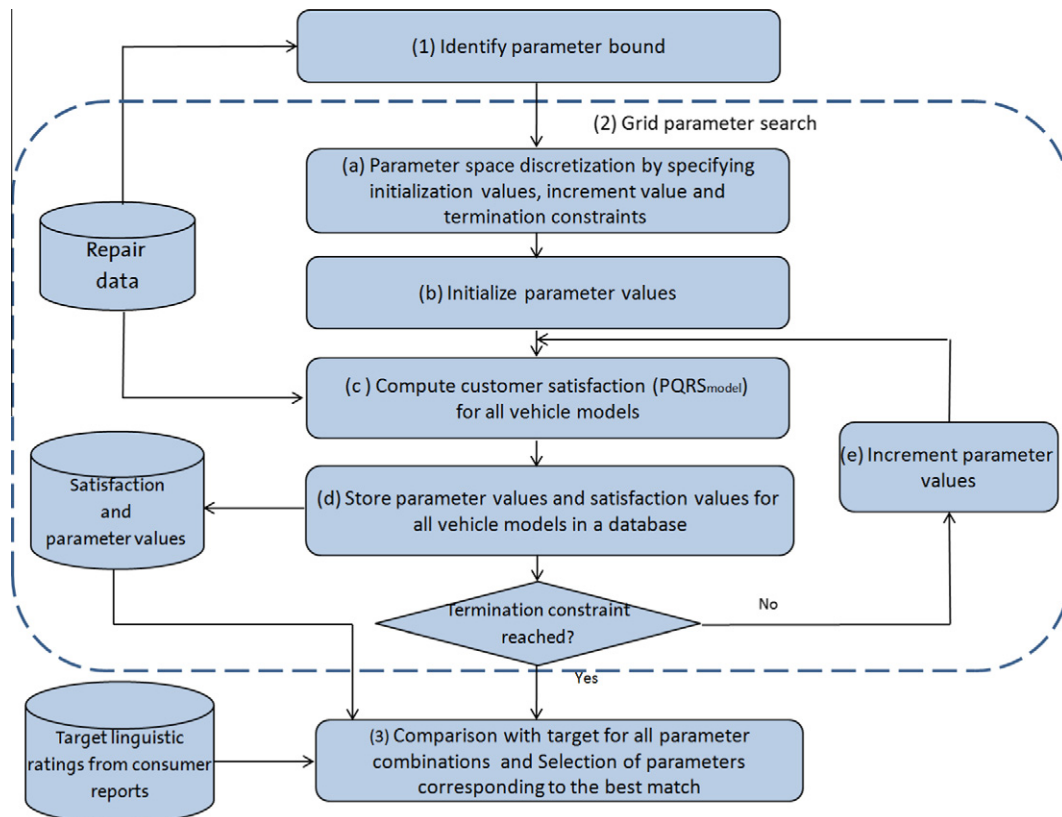 (1) Identify parameter bound
(2) Grid parameter search
(a) Parameter space discretization by specifying
initialization values, increment value and
termination constraints
Repair
data
(b) Initialize parameter values
(c ) Compute customer satisfaction (PQRSmodel)
for all vehicle models
(e) Increment parameter
values
Satisfaction
and
parameter values
(d) Store parameter values and satisfaction values for
all vehicle models in a database
Termination constraint
reached?
No
Yes
Target linguistic
ratings from consumer
reports
(3) Comparison with target for all parameter
combinations and Selection of parameters
corresponding to the best match